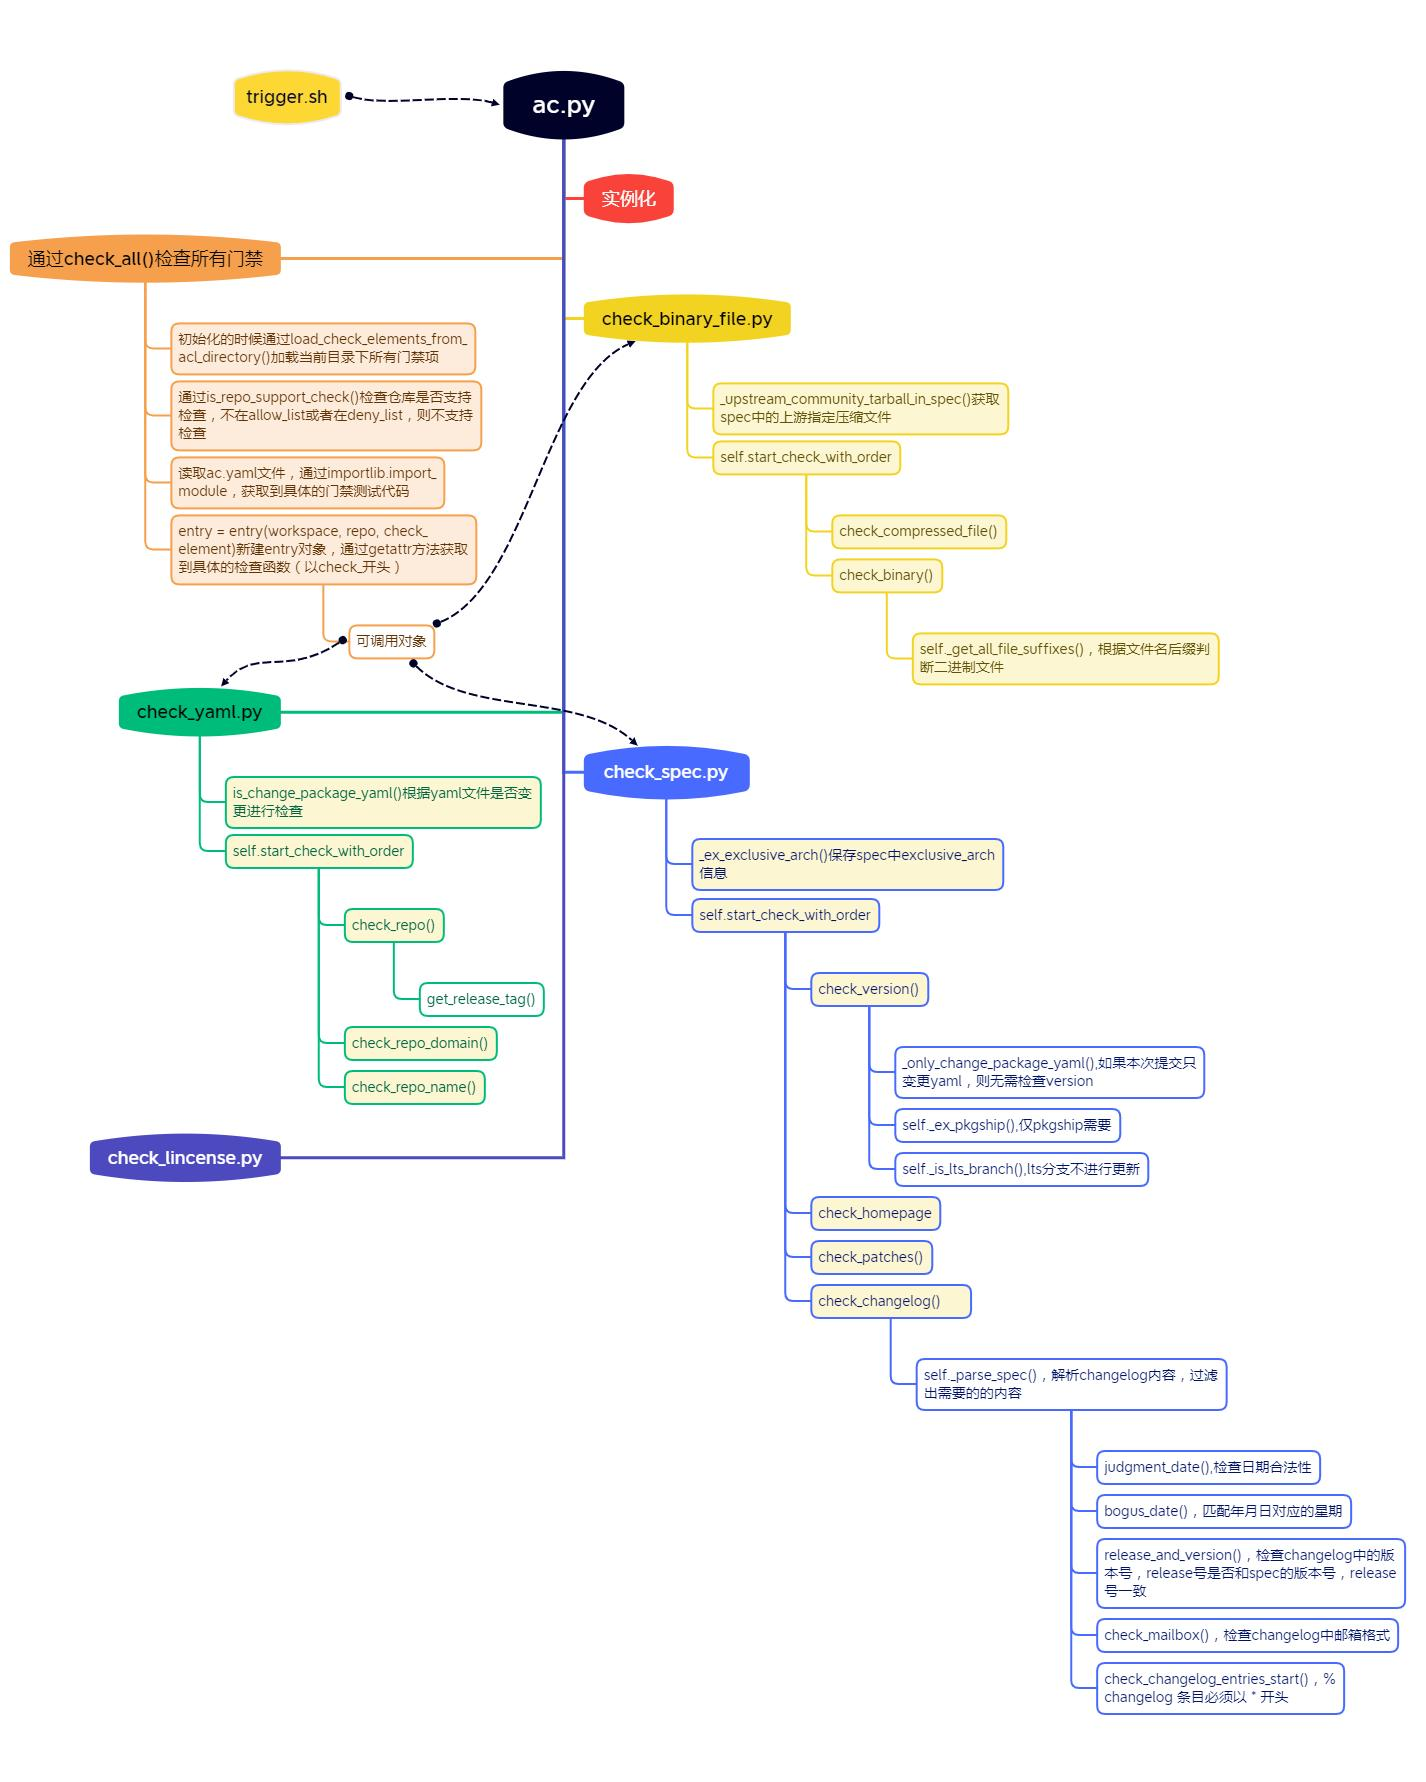 trigger.sh
ac.py
实例化
通过check_all()检查所有门禁
初始化的时候通过load_check_elements_from_
acl_directory()加载当前目录下所有门禁项
通过is_repo_support_check()检查仓库是否支持
检查，不在allow_list或者在deny_list，则不支持
检查
读取ac.yaml文件，通过importlib.import_
module，获取到具体的门禁测试代码
entry = entry(workspace, repo, check_
element)新建entry对象，通过getattr方法获取
到具体的检查函数（以check_开头）
可调用对象
check_binary_file.py
_upstream_community_tarball_in_spec()获取
spec中的上游指定压缩文件
self.start_check_with_order
check_compressed_file()
check_binary()
self._get_all_file_suffixes()，根据文件名后缀判
断二进制文件
check_yaml.py
is_change_package_yaml()根据yaml文件是否变
更进行检查
self.start_check_with_order
check_repo()
get_release_tag()
check_repo_domain()
check_repo_name()
check_spec.py
_ex_exclusive_arch()保存spec中exclusive_arch
信息
self.start_check_with_order
check_version()
_only_change_package_yaml(),如果本次提交只
变更yaml，则无需检查version
self._ex_pkgship(),仅pkgship需要
self._is_lts_branch(),lts分支不进行更新
check_homepage
check_patches()
check_changelog()
self._parse_spec()，解析changelog内容，过滤
出需要的的内容
judgment_date(),检查日期合法性
bogus_date()，匹配年月日对应的星期
release_and_version()，检查changelog中的版
本号，release号是否和spec的版本号，release
号一致
check_mailbox()，检查changelog中邮箱格式
check_changelog_entries_start()，%
changelog 条目必须以 * 开头
check_lincense.py